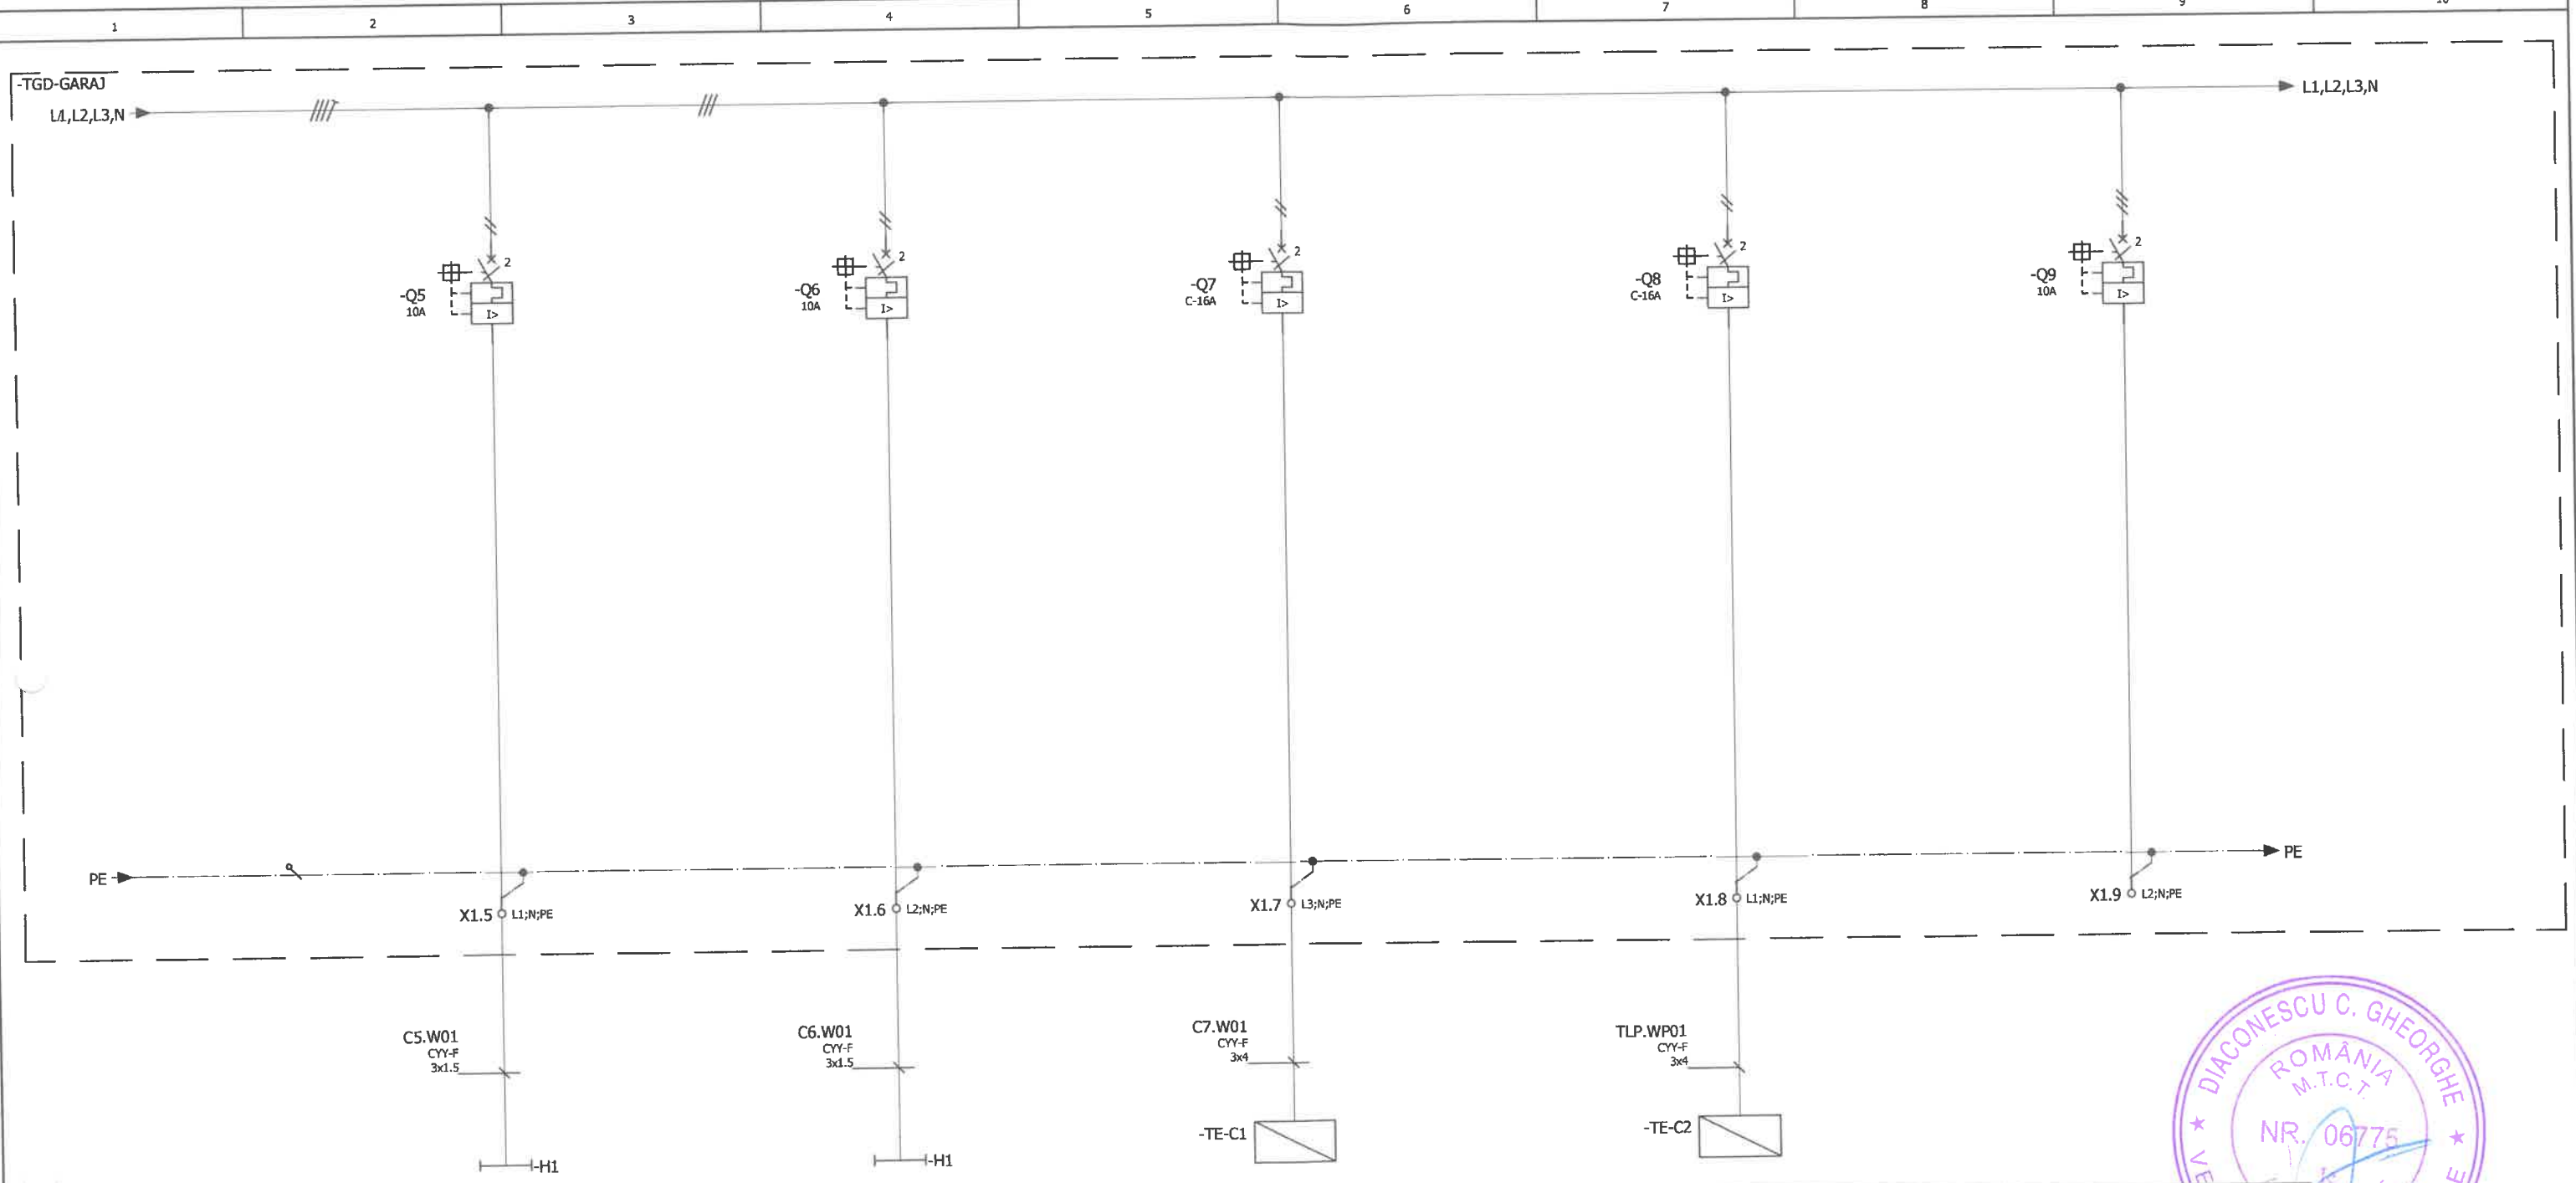 1 2 3 4 5 6 7 8 9
-TGD-GARAJ
L1,L2,L3,N
L1,L2,L3,N
2
-Q5
10A
I>
2
-Q6
10A
I>
2
-Q7
C-16A
I>
2
-Q8
C-16A
I>
2
-Q9
10A
I>
PE
PE
X1.5 L1;N;PE
X1.6 L2;N;PE
X1.7 L3;N;PE
X1.8 L1;N;PE
X1.9 L2;N;PE
C5.W01
CYY-F
3x1.5
C6.W01
CYY-F
3x1.5
C7.W01
CYY-F
3x4
TLP.WP01
CYY-F
3x4
-H1
-H1
-TE-C1
-TE-C2
DIACONESCU C. GHEORGHE
ROMÂNIA
M.T.C.T.
NR. 06775